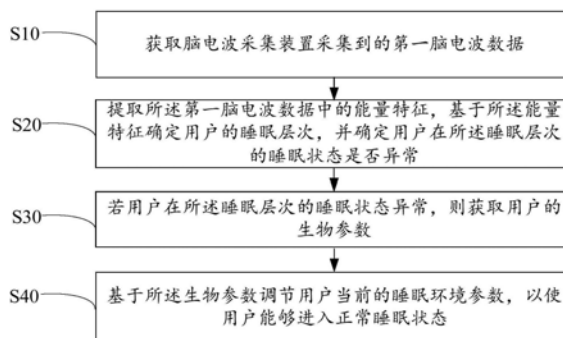 S10
获取脑电波采集装置采集到的第一脑电波数据
S20
提取所述第一脑电波数据中的能量特征，基于所述能量
特征确定用户的睡眠层次，并确定用户在所述睡眠层次
的睡眠状态是否异常
S30
若用户在所述睡眠层次的睡眠状态异常，则获取用户的
生物参数
S40
基于所述生物参数调节用户当前的睡眠环境参数，以使
用户能够进入正常睡眠状态